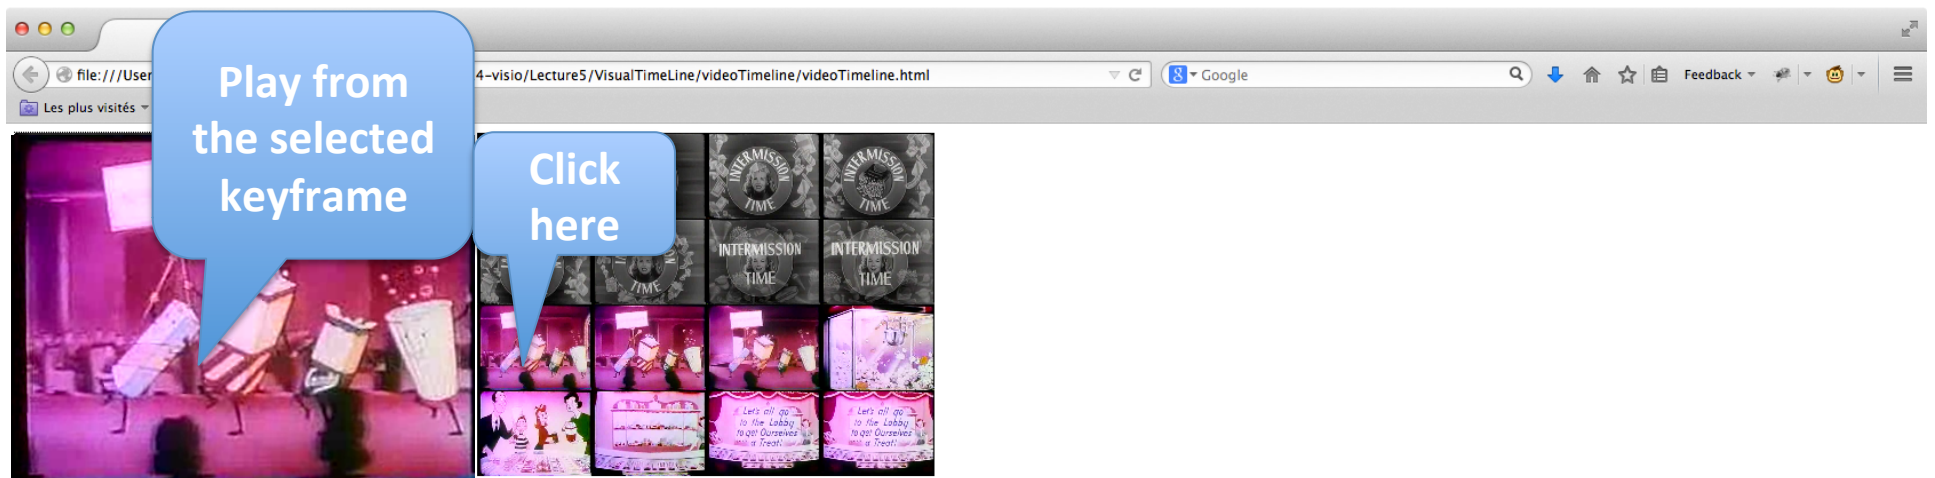 file:///User
4-visio/Lecture5/VisualTimeLine/videoTimeline/videoTimeline.html
Google
Feedback
Les plus visités
Play from
the selected
keyframe
Click
here
INTERMISSION
TIME
INTERMISSION
TIME
TIME
INTERMISSION
TIME
INTERMISSION
TIME
Let's all go
to the Lobby
to get Ourselves
a Treat!
Let's all go
to the Lobby
to get Ourselves
a Treat!